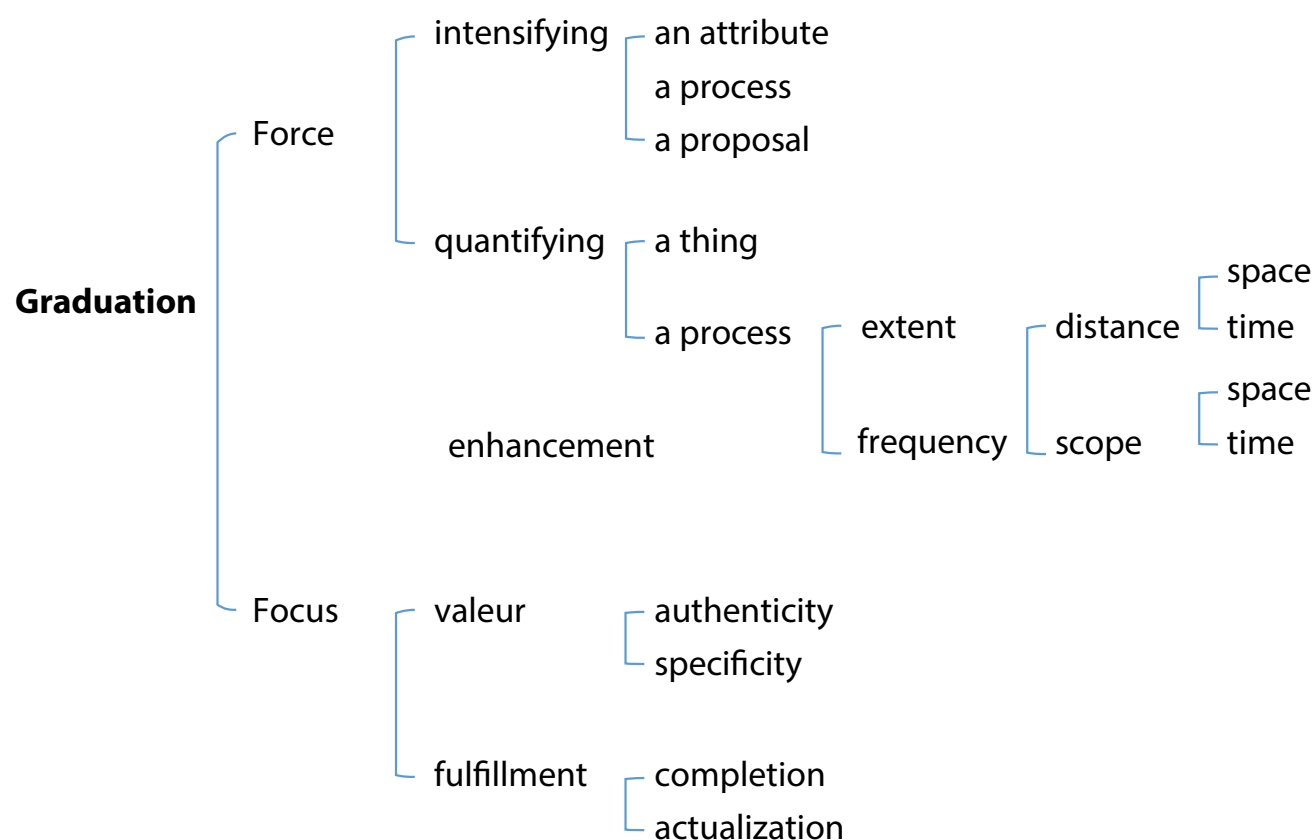 intensifying an attribute
a process
Force
a proposal
quantifying a thing
space
Graduation
a process extent distance time
space
enhancement frequency scope time
Focus valeur authenticity
specificity
fulfillment completion
actualization